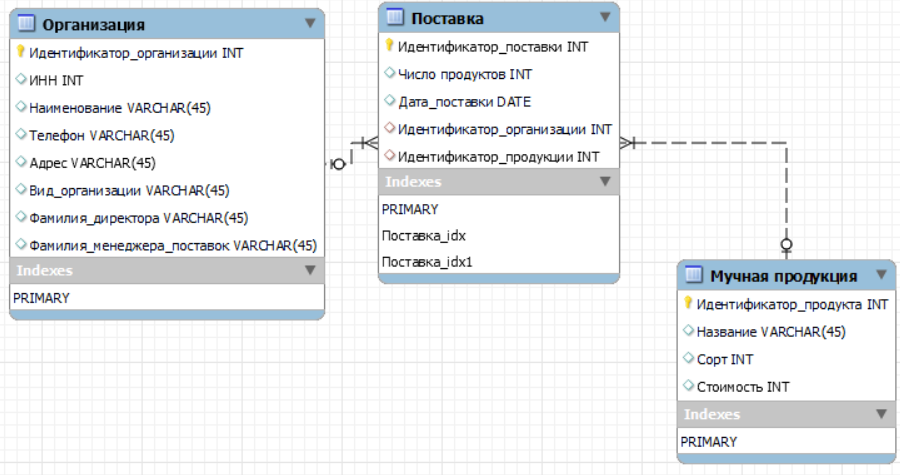 Организация
Идентификатор_организации INT
ИНН INT
Наименование VARCHAR(45)
Телефон VARCHAR(45)
Адрес VARCHAR(45)
Вид_организации VARCHAR(45)
Фамилия_директора VARCHAR(45)
Фамилия_менеджера_поставок VARCHAR(45)
Indexes
PRIMARY
Поставка
Идентификатор_поставки INT
Число продуктов INT
Дата_поставки DATE
Идентификатор_организации INT
Идентификатор_продукции INT
Indexes
PRIMARY
Поставка_idx
Поставка_idx1
Мучная продукция
Идентификатор_продукта INT
Название VARCHAR(45)
Сорт INT
Стоимость INT
Indexes
PRIMARY